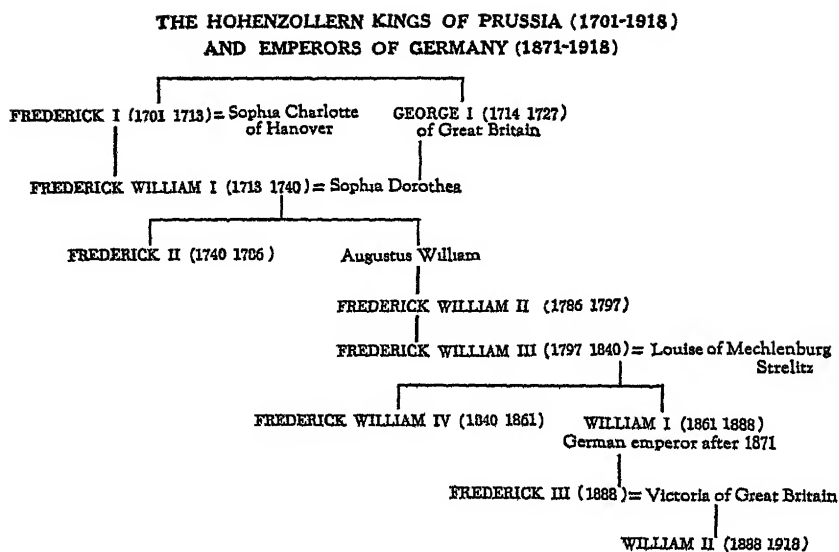 THE HOHENZOLLERN KINGS OF PRUSSIA (1701-1918)
AND EMPERORS OF GERMANY (1871-1918)
FREDERICK I (1701 1713) = Sophia Charlotte
of Hanover
GEORGE I (1714 1727)
of Great Britain
FREDERICK WILLIAM I (1713 1740) = Sophia Dorothea
FREDERICK II (1740 1786)
Augustus William
FREDERICK WILLIAM II (1786 1797)
FREDERICK WILLIAM III (1797 1840) = Louise of Mechlenburg
Strelitz
FREDERICK WILLIAM IV (1840 1861)
WILLIAM I (1861 1888)
German emperor after 1871
FREDERICK III (1888) = Victoria of Great Britain
WILLIAM II (1888 1918)